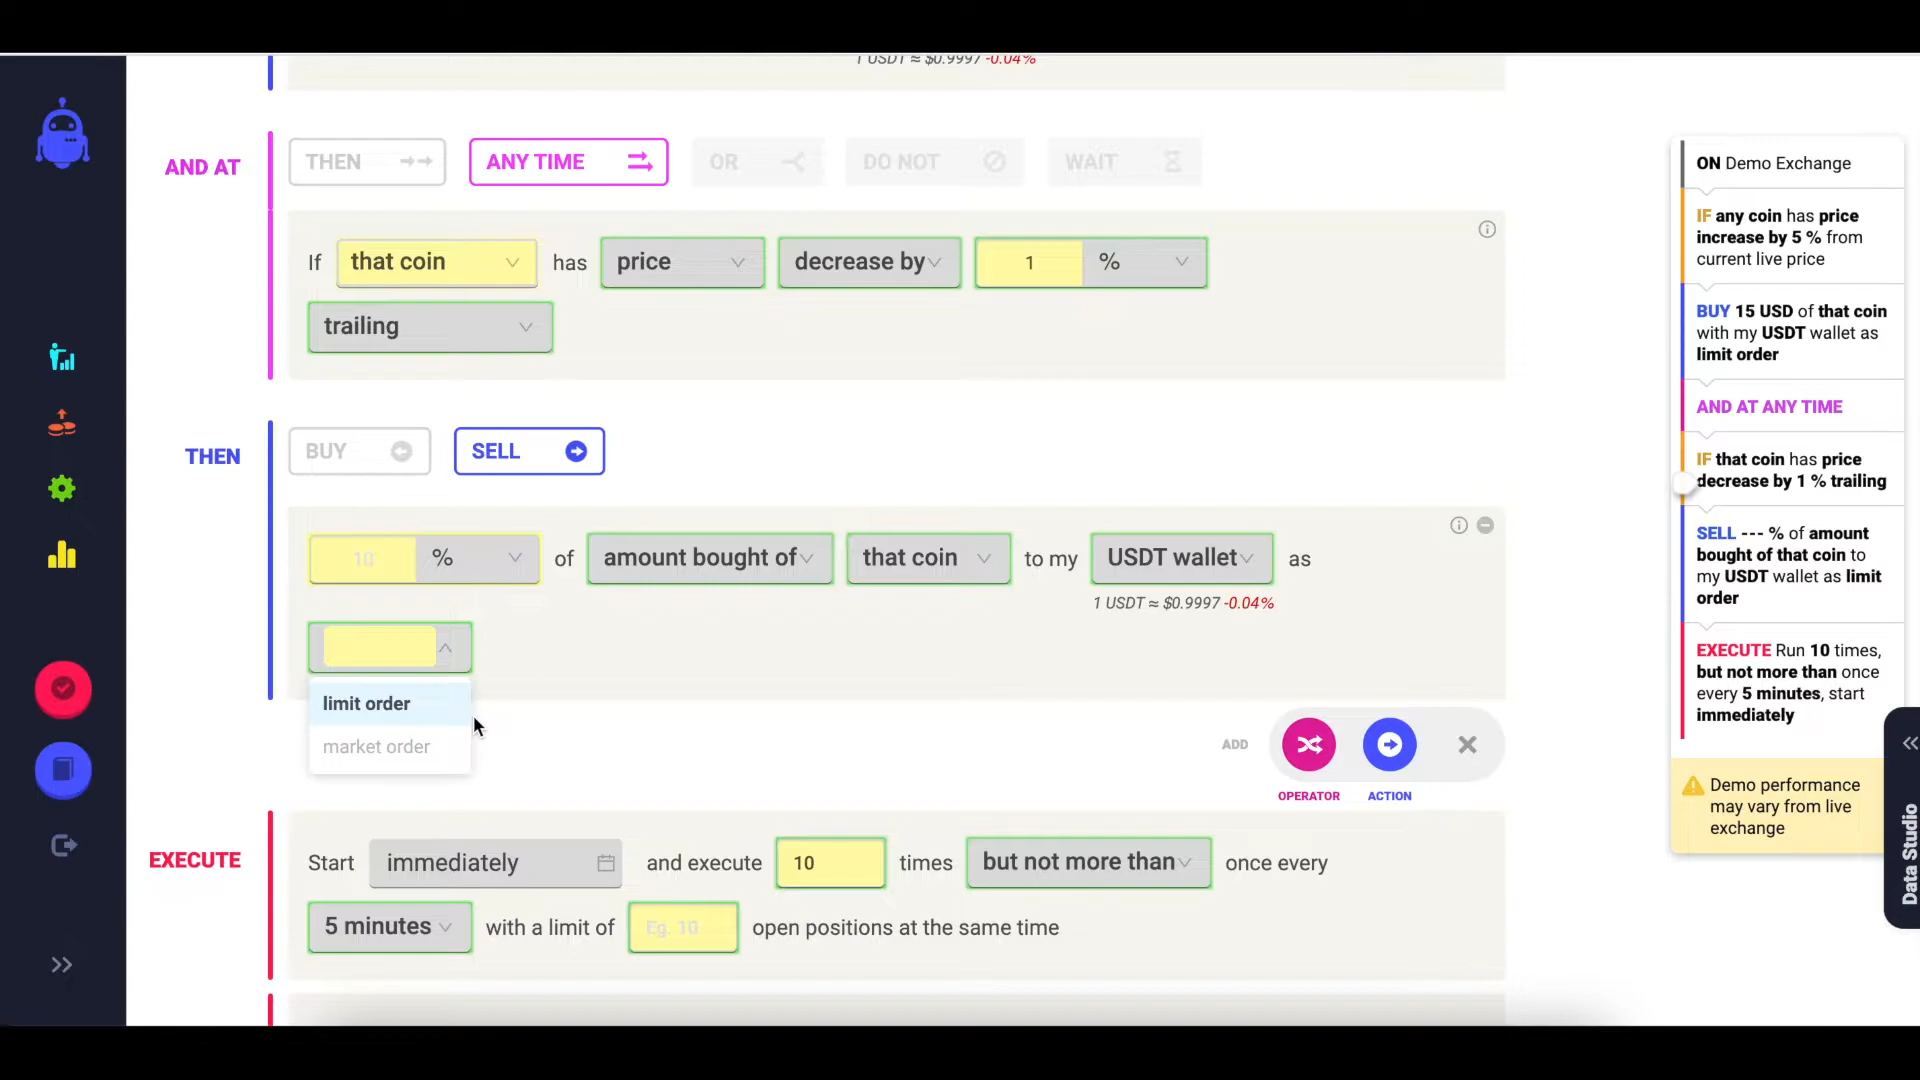 1 USDT ≈ $0.9997 -0.04%
AND AT
THEN
ANY TIME
OR
DO NOT
WAIT
If that coin has price decrease by 1 %
trailing
THEN
BUY
SELL
10 % of amount bought of that coin to my USDT wallet as
1 USDT ≈ $0.9997 -0.04%
limit order
market order
ADD
OPERATOR
ACTION
EXECUTE
Start immediately and execute 10 times but not more than once every
5 minutes with a limit of Eg. 10 open positions at the same time
ON Demo Exchange
IF any coin has price
increase by 5 % from
current live price
BUY 15 USD of that coin
with my USDT wallet as
limit order
AND AT ANY TIME
IF that coin has price
decrease by 1 % trailing
SELL --- % of amount
bought of that coin to
my USDT wallet as limit
order
EXECUTE Run 10 times,
but not more than once
every 5 minutes, start
immediately
Demo performance
may vary from live
exchange
Data Studio